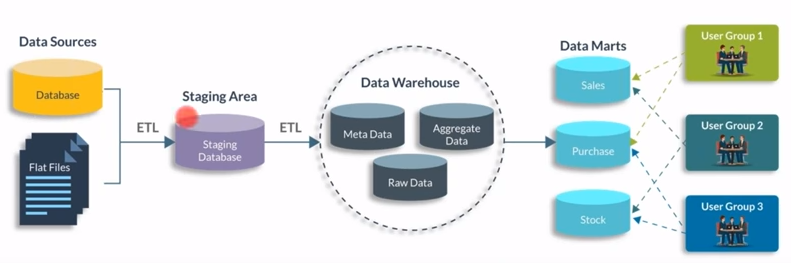 Data Sources
Database
Flat Files
ETL
Staging Area
Staging
Database
ETL
Data Warehouse
Meta Data
Aggregate
Data
Raw Data
Data Marts
Sales
Purchase
Stock
User Group 1
User Group 2
User Group 3